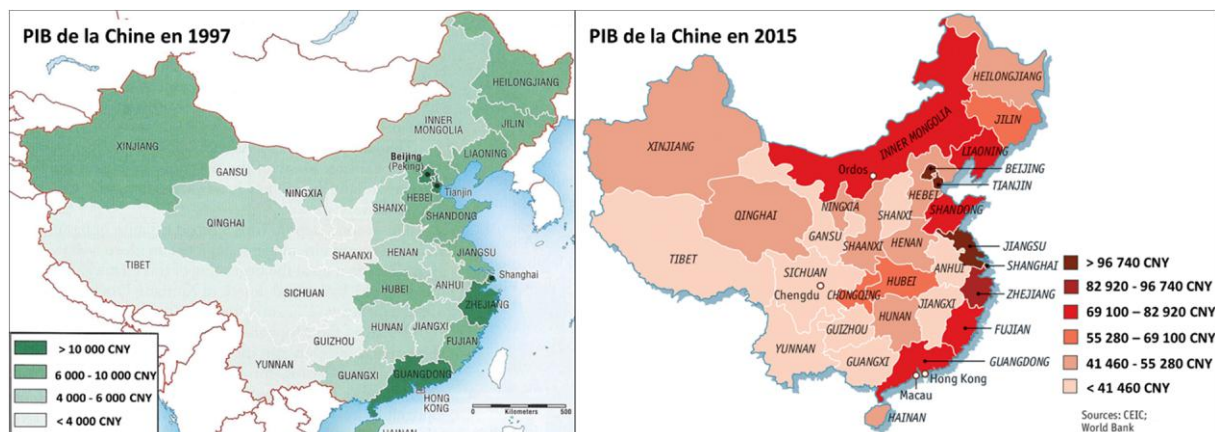 PIB de la Chine en 1997
HEILONGJIANG
JILIN
INNER
MONGOLIA
LIAONING
XINJIANG
Beijing
(Peking)
GANSU
Tianjin
NINGXIA
HEBEI
SHANXI
SHANDONG
QINGHAI
SHAANXI
HENAN
JIANGSU
TIBET
Shanghai
ANHUI
HUBEI
SICHUAN
ZHEJIANG
HUNAN
JIANGXI
GUIZHOU
FUJIAN
YUNNAN
GUANGXI
GUANGDONG
HONG
KONG
HAINAN
> 10 000 CNY
6 000 - 10 000 CNY
4 000 - 6 000 CNY
< 4 000 CNY
0
Kilometers
500
PIB de la Chine en 2015
HEILONGJIANG
JILIN
INNER MONGOLIA
XINJIANG
LIAONING
Ordos
BEIJING
TIANJIN
HEBEI
NINGXIA
SHANXI
SHANDONG
QINGHAI
GANSU
SHAANXI
HENAN
JIANGSU
TIBET
SHANGHAI
ANHUI
SICHUAN
HUBEI
Chengdu
CHONGQING
ZHEJIANG
JIANGXI
HUNAN
GUIZHOU
FUJIAN
YUNNAN
GUANGXI
GUANGDONG
Hong Kong
Macau
HAINAN
> 96 740 CNY
82 920 - 96 740 CNY
69 100 – 82 920 CNY
55 280 - 69 100 CNY
41 460 - 55 280 CNY
< 41 460 CNY
Sources: CEIC;
World Bank